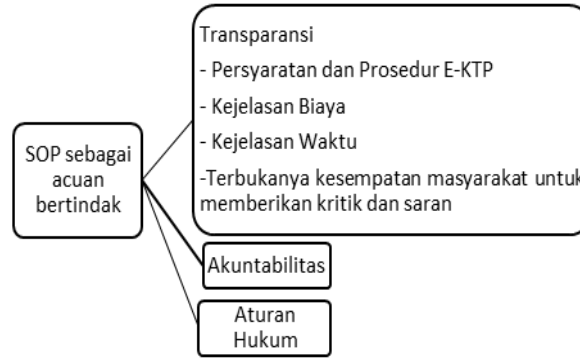 Transparansi
- Persyaratan dan Prosedur E-KTP
- Kejelasan Biaya
- Kejelasan Waktu
-Terbukanya kesempatan masyarakat untuk
memberikan kritik dan saran
SOP sebagai
acuan
bertindak
Akuntabilitas
Aturan
Hukum